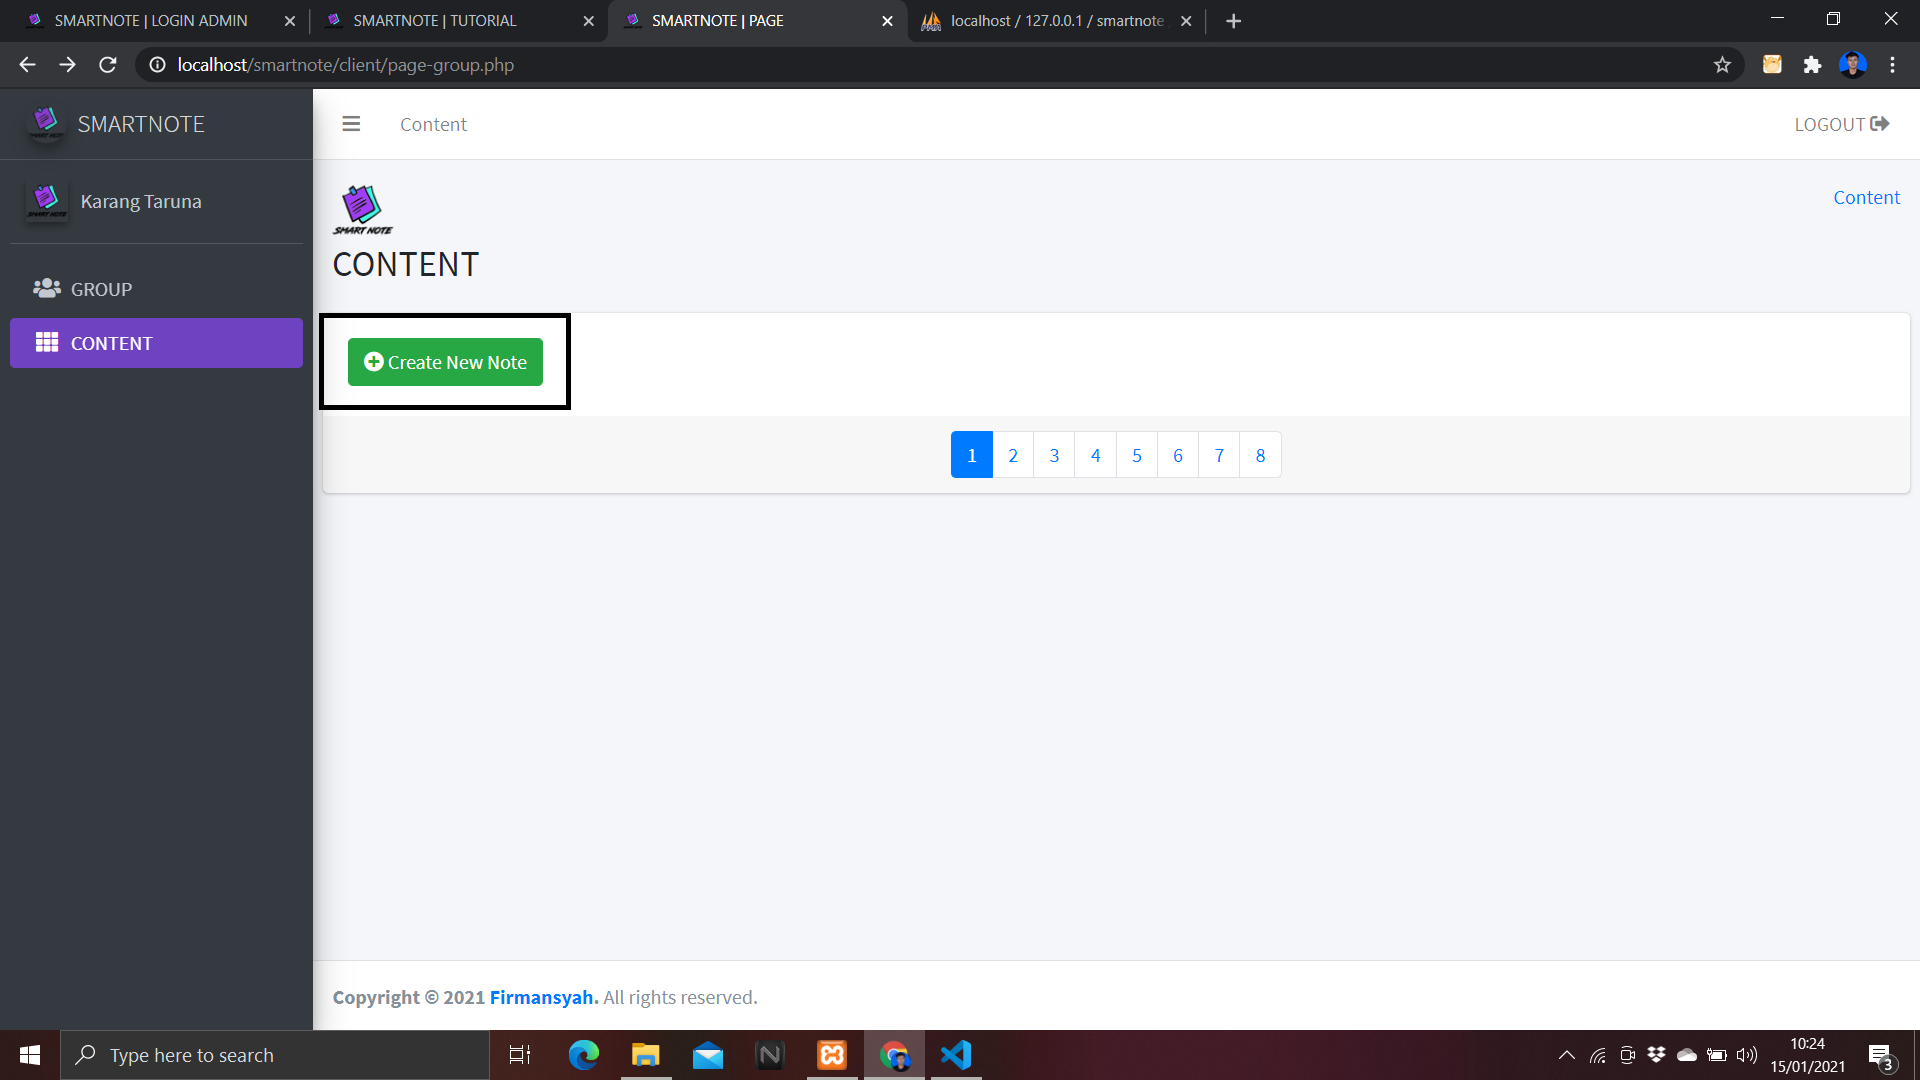 SMARTNOTE | LOGIN ADMIN
SMARTNOTE | TUTORIAL
SMARTNOTE | PAGE
localhost / 127.0.0.1 / smartnote
localhost/smartnote/client/page-group.php
SMARTNOTE
Content
LOGOUT
Karang Taruna
SMART NOTE
Content
CONTENT
GROUP
CONTENT
Create New Note
1 2 3 4 5 6 7 8
Copyright © 2021 Firmansyah. All rights reserved.
Type here to search
10:24
15/01/2021
3